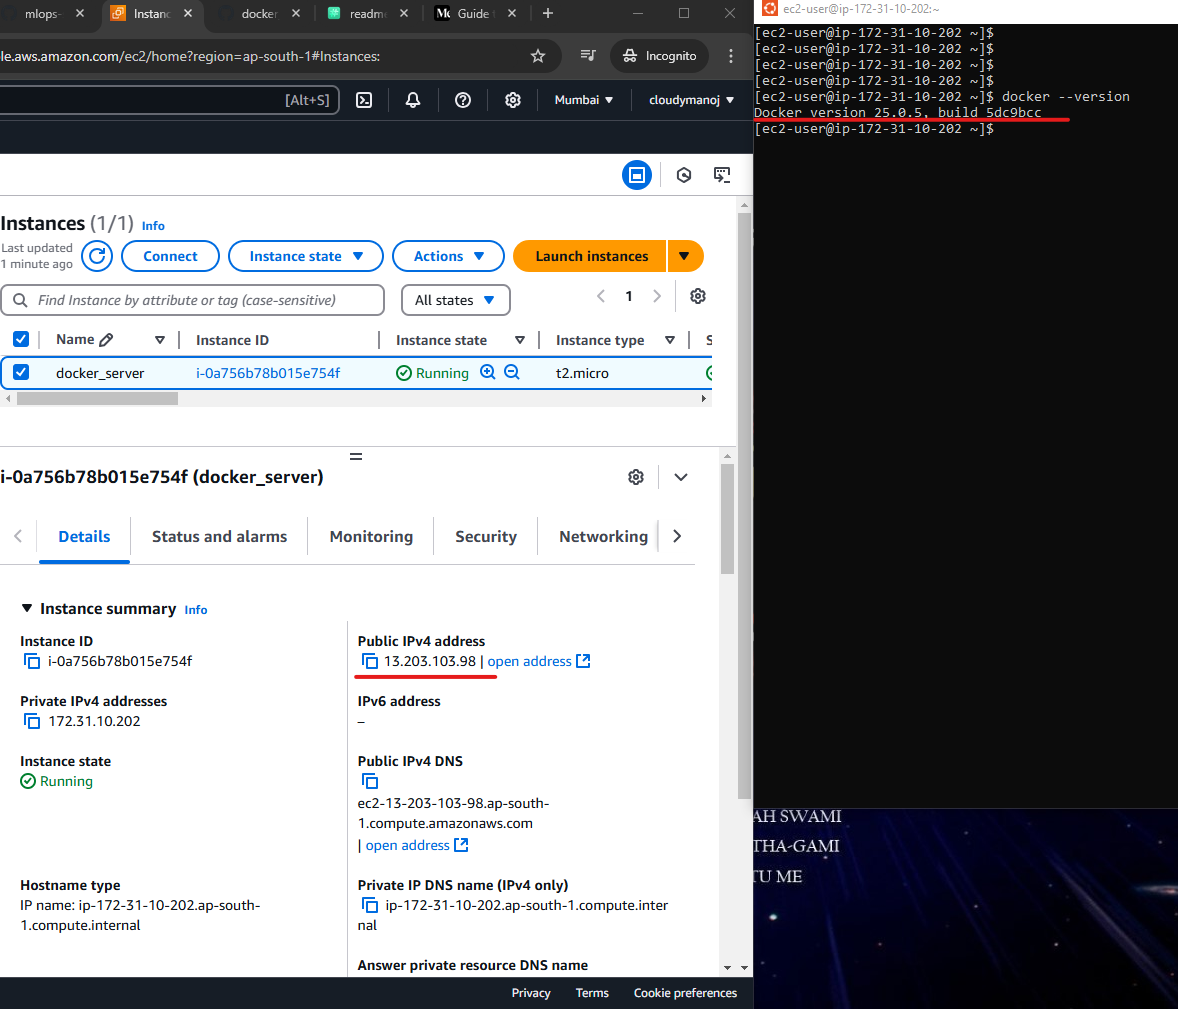 mlops-
Instanc
docker
readme
Guide
le.aws.amazon.com/ec2/home?region=ap-south-1#Instances:
Incognito
[Alt+S]
Mumbai
cloudymanoj
Instances (1/1) Info
Last updated
1 minute ago
Connect
Instance state
Actions
Launch instances
Find Instance by attribute or tag (case-sensitive)
All states
1
Name
Instance ID
Instance state
Instance type
S
docker_server
i-0a756b78b015e754f
Running
t2.micro
i-0a756b78b015e754f (docker_server)
Details
Status and alarms
Monitoring
Security
Networking
Instance summary Info
Instance ID
i-0a756b78b015e754f
Public IPv4 address
13.203.103.98 | open address
Private IPv4 addresses
172.31.10.202
IPv6 address
–
Instance state
Running
Public IPv4 DNS
ec2-13-203-103-98.ap-south-
1.compute.amazonaws.com
| open address
Hostname type
IP name: ip-172-31-10-202.ap-south-
1.compute.internal
Private IP DNS name (IPv4 only)
ip-172-31-10-202.ap-south-1.compute.inter
nal
Answer private resource DNS name
Privacy
Terms
Cookie preferences
ec2-user@ip-172-31-10-202:~
[ec2-user@ip-172-31-10-202 ~]$
[ec2-user@ip-172-31-10-202 ~]$
[ec2-user@ip-172-31-10-202 ~]$
[ec2-user@ip-172-31-10-202 ~]$
[ec2-user@ip-172-31-10-202 ~]$ docker --version
Docker version 25.0.5, build 5dc9bcc
[ec2-user@ip-172-31-10-202 ~]$
AH SWAMI
THA-GAMI
TU ME